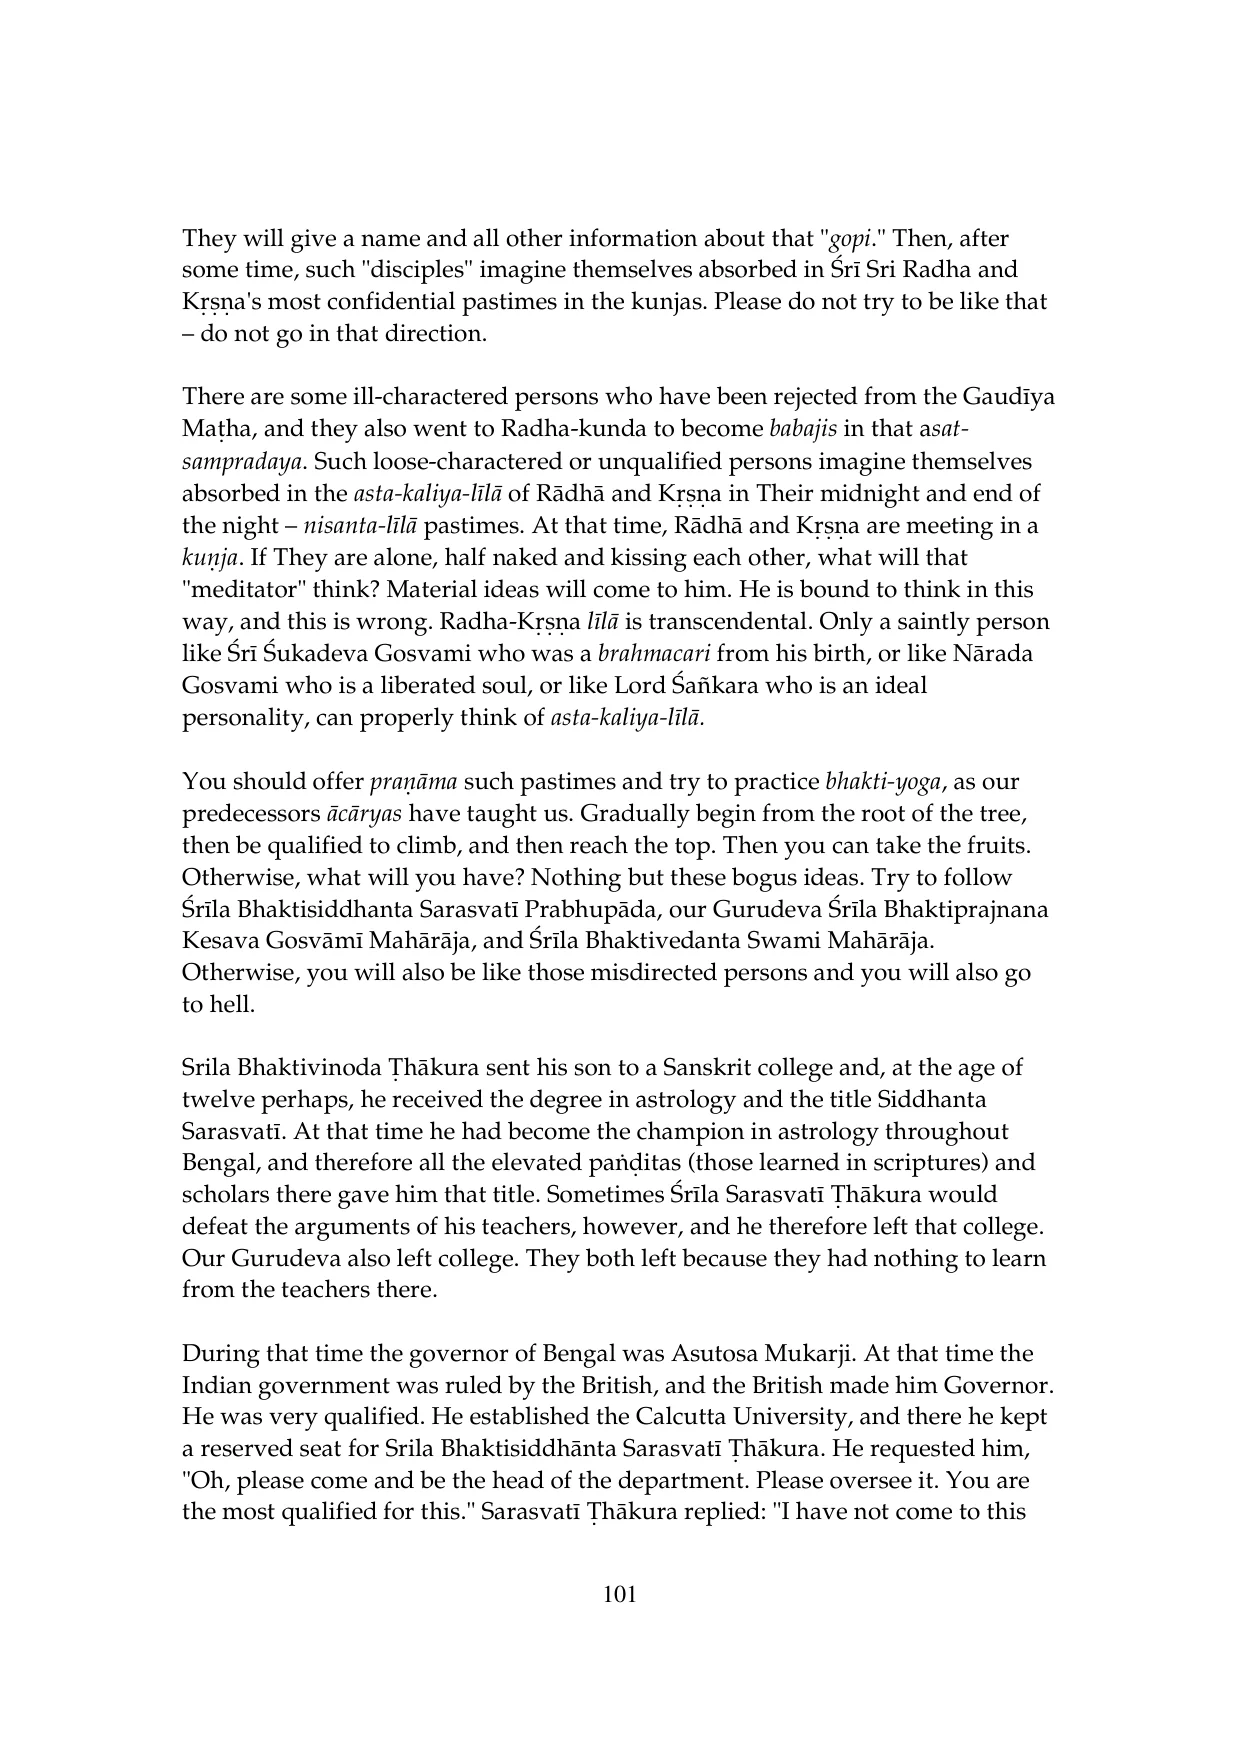 They will give a name and all other information about that "gopi." Then, after
some time, such "disciples" imagine themselves absorbed in Śrī Sri Radha and
Kṛṣṇa's most confidential pastimes in the kunjas. Please do not try to be like that
– do not go in that direction.
There are some ill-charactered persons who have been rejected from the Gaudīya
Maṭha, and they also went to Radha-kunda to become babajis in that asat-
sampradaya. Such loose-charactered or unqualified persons imagine themselves
absorbed in the asta-kaliya-līlā of Rādhā and Kṛṣṇa in Their midnight and end of
the night – nisanta-līlā pastimes. At that time, Rādhā and Kṛṣṇa are meeting in a
kuṇja. If They are alone, half naked and kissing each other, what will that
"meditator" think? Material ideas will come to him. He is bound to think in this
way, and this is wrong. Radha-Kṛṣṇa līlā is transcendental. Only a saintly person
like Śrī Śukadeva Gosvami who was a brahmacari from his birth, or like Nārada
Gosvami who is a liberated soul, or like Lord Śañkara who is an ideal
personality, can properly think of asta-kaliya-līlā.
You should offer praṇāma such pastimes and try to practice bhakti-yoga, as our
predecessors ācāryas have taught us. Gradually begin from the root of the tree,
then be qualified to climb, and then reach the top. Then you can take the fruits.
Otherwise, what will you have? Nothing but these bogus ideas. Try to follow
Śrīla Bhaktisiddhanta Sarasvatī Prabhupāda, our Gurudeva Śrīla Bhaktiprajnana
Kesava Gosvāmī Mahārāja, and Śrīla Bhaktivedanta Swami Mahārāja.
Otherwise, you will also be like those misdirected persons and you will also go
to hell.
Srila Bhaktivinoda Ṭhākura sent his son to a Sanskrit college and, at the age of
twelve perhaps, he received the degree in astrology and the title Siddhanta
Sarasvatī. At that time he had become the champion in astrology throughout
Bengal, and therefore all the elevated paṅḍitas (those learned in scriptures) and
scholars there gave him that title. Sometimes Śrīla Sarasvatī Ṭhākura would
defeat the arguments of his teachers, however, and he therefore left that college.
Our Gurudeva also left college. They both left because they had nothing to learn
from the teachers there.
During that time the governor of Bengal was Asutosa Mukarji. At that time the
Indian government was ruled by the British, and the British made him Governor.
He was very qualified. He established the Calcutta University, and there he kept
a reserved seat for Srila Bhaktisiddhānta Sarasvatī Ṭhākura. He requested him,
"Oh, please come and be the head of the department. Please oversee it. You are
the most qualified for this." Sarasvatī Ṭhākura replied: "I have not come to this
101